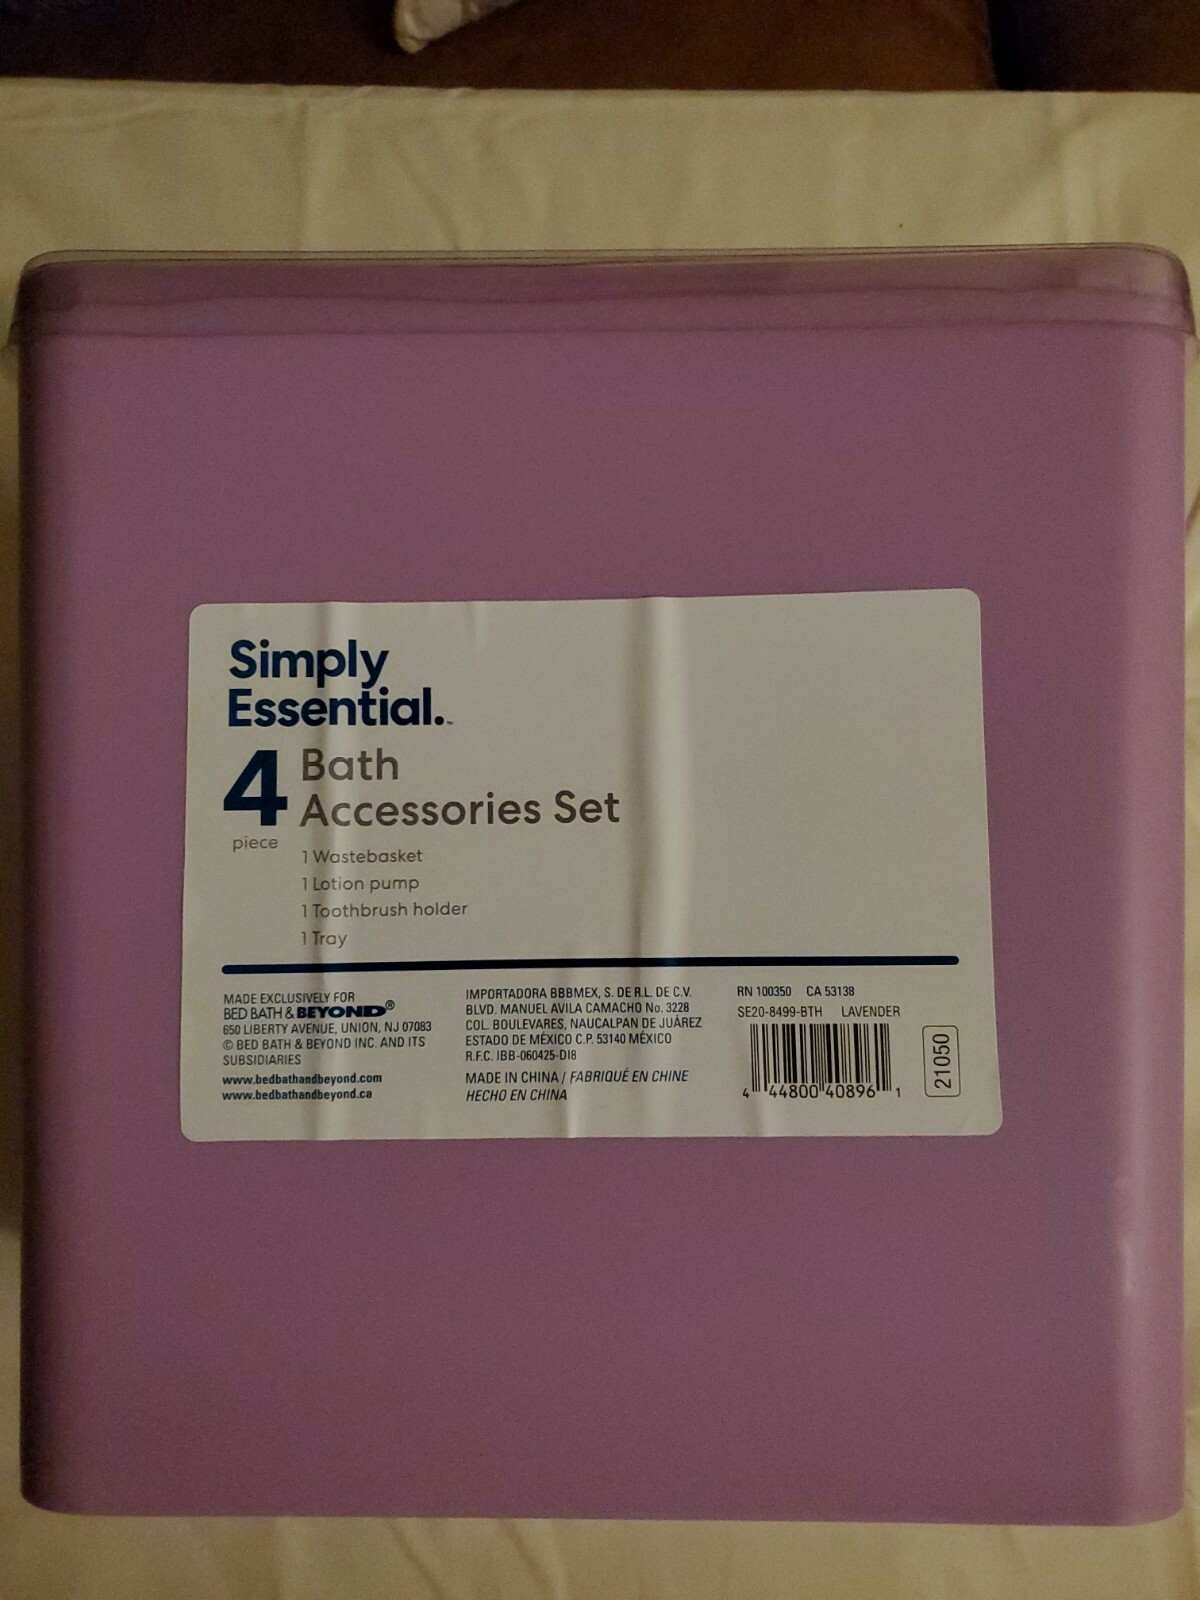 Simply
Essential.™
4 Bath
Accessories Set
piece
1 Wastebasket
1 Lotion pump
1 Toothbrush holder
1 Tray
MADE EXCLUSIVELY FOR
BED BATH & BEYOND®
650 LIBERTY AVENUE, UNION, NJ 07083
© BED BATH & BEYOND INC. AND ITS
SUBSIDIARIES
www.bedbathandbeyond.com
www.bedbathandbeyond.ca
IMPORTADORA BBBMEX, S. DE R.L. DE C.V.
BLVD. MANUEL AVILA CAMACHO No. 3228
COL. BOULEVARES, NAUCALPAN DE JUÁREZ
ESTADO DE MÉXICO C.P. 53140 MÉXICO
R.F.C. IBB-060425-DI8
MADE IN CHINA / FABRIQUÉ EN CHINE
HECHO EN CHINA
RN 100350 CA 53138
SE20-8499-BTH LAVENDER
4 44800 40896 1
21050